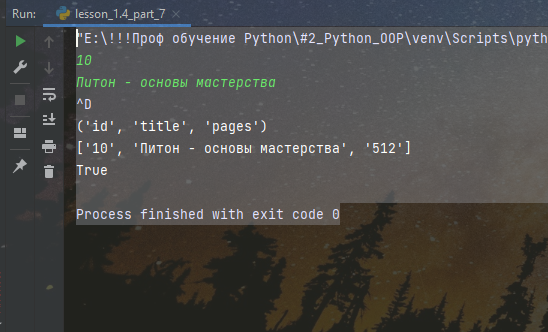 Run: lesson_1.4_part_7
"E:\!!!Проф обучение Python\#2_Python_OOP\venv\Scripts\pyth
10
Питон - основы мастерства
^D
('id', 'title', 'pages')
['10', 'Питон - основы мастерства', '512']
True
Process finished with exit code 0